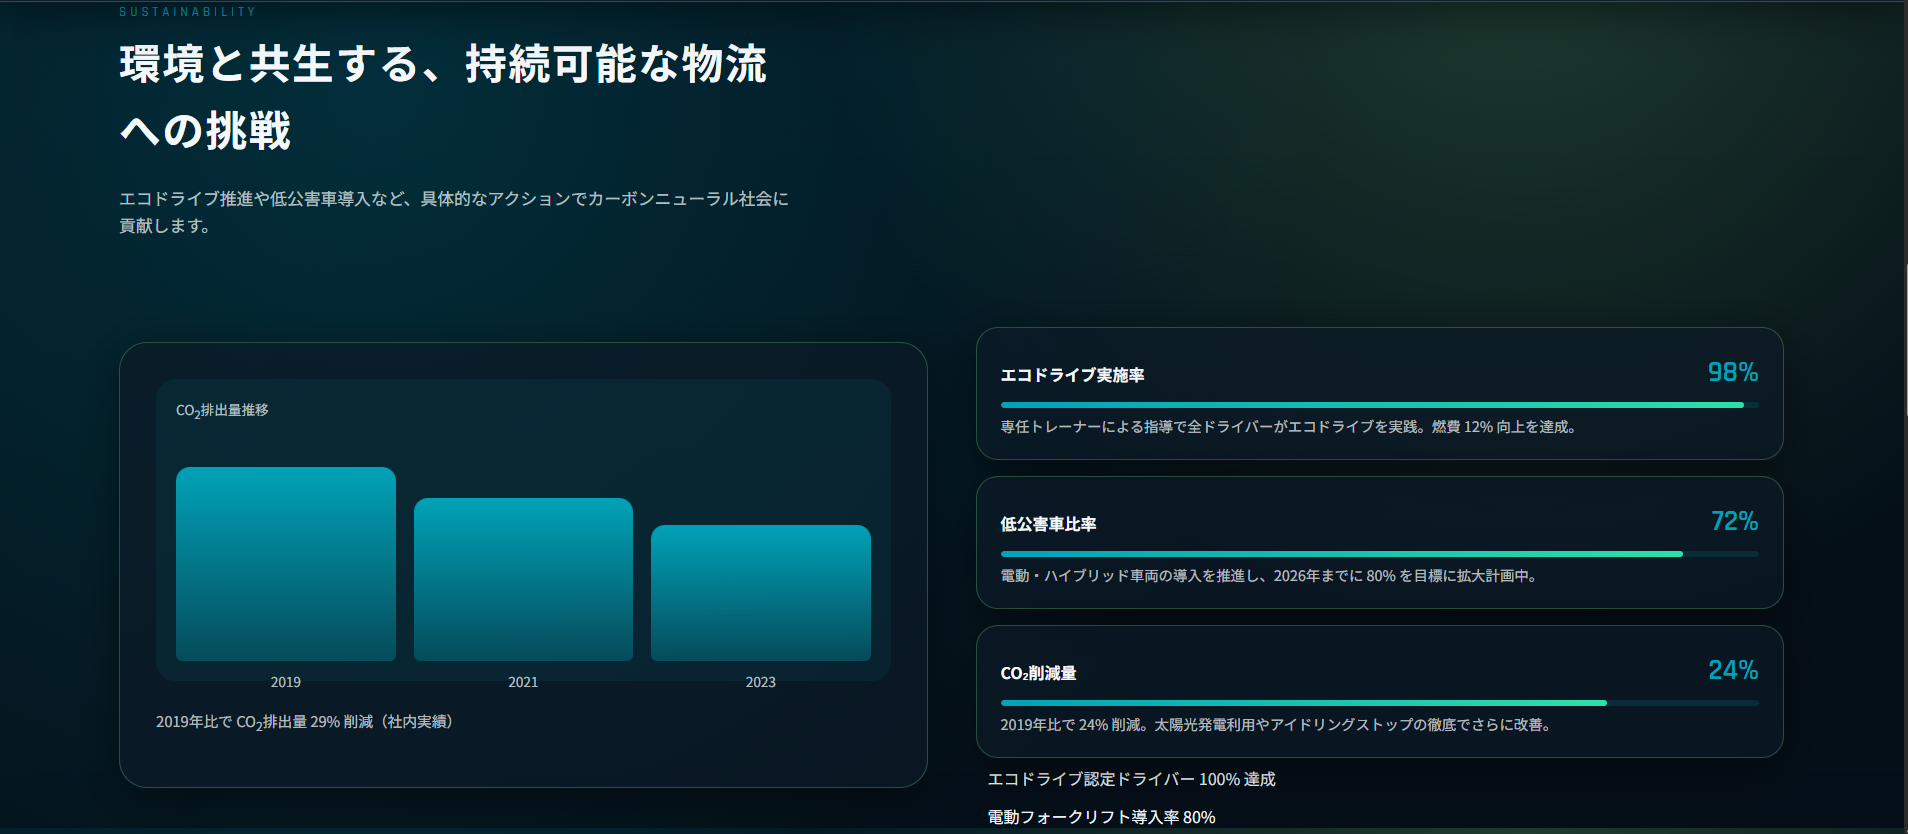 SUSTAINABILITY
環境と共生する、持続可能な物流
への挑戦
エコドライブ推進や低公害車導入など、具体的なアクションでカーボンニューラル社会に
貢献します。
CO₂排出量推移
2019
2021
2023
2019年比で CO₂排出量 29% 削減（社内実績）
エコドライブ実施率
98%
専任トレーナーによる指導で全ドライバーがエコドライブを実践。燃費 12% 向上を達成。
低公害車比率
72%
電動・ハイブリッド車両の導入を推進し、2026年までに 80% を目標に拡大計画中。
CO₂削減量
24%
2019年比で 24% 削減。太陽光発電利用やアイドリングストップの徹底でさらに改善。
エコドライブ認定ドライバー 100% 達成
電動フォークリフト導入率 80%